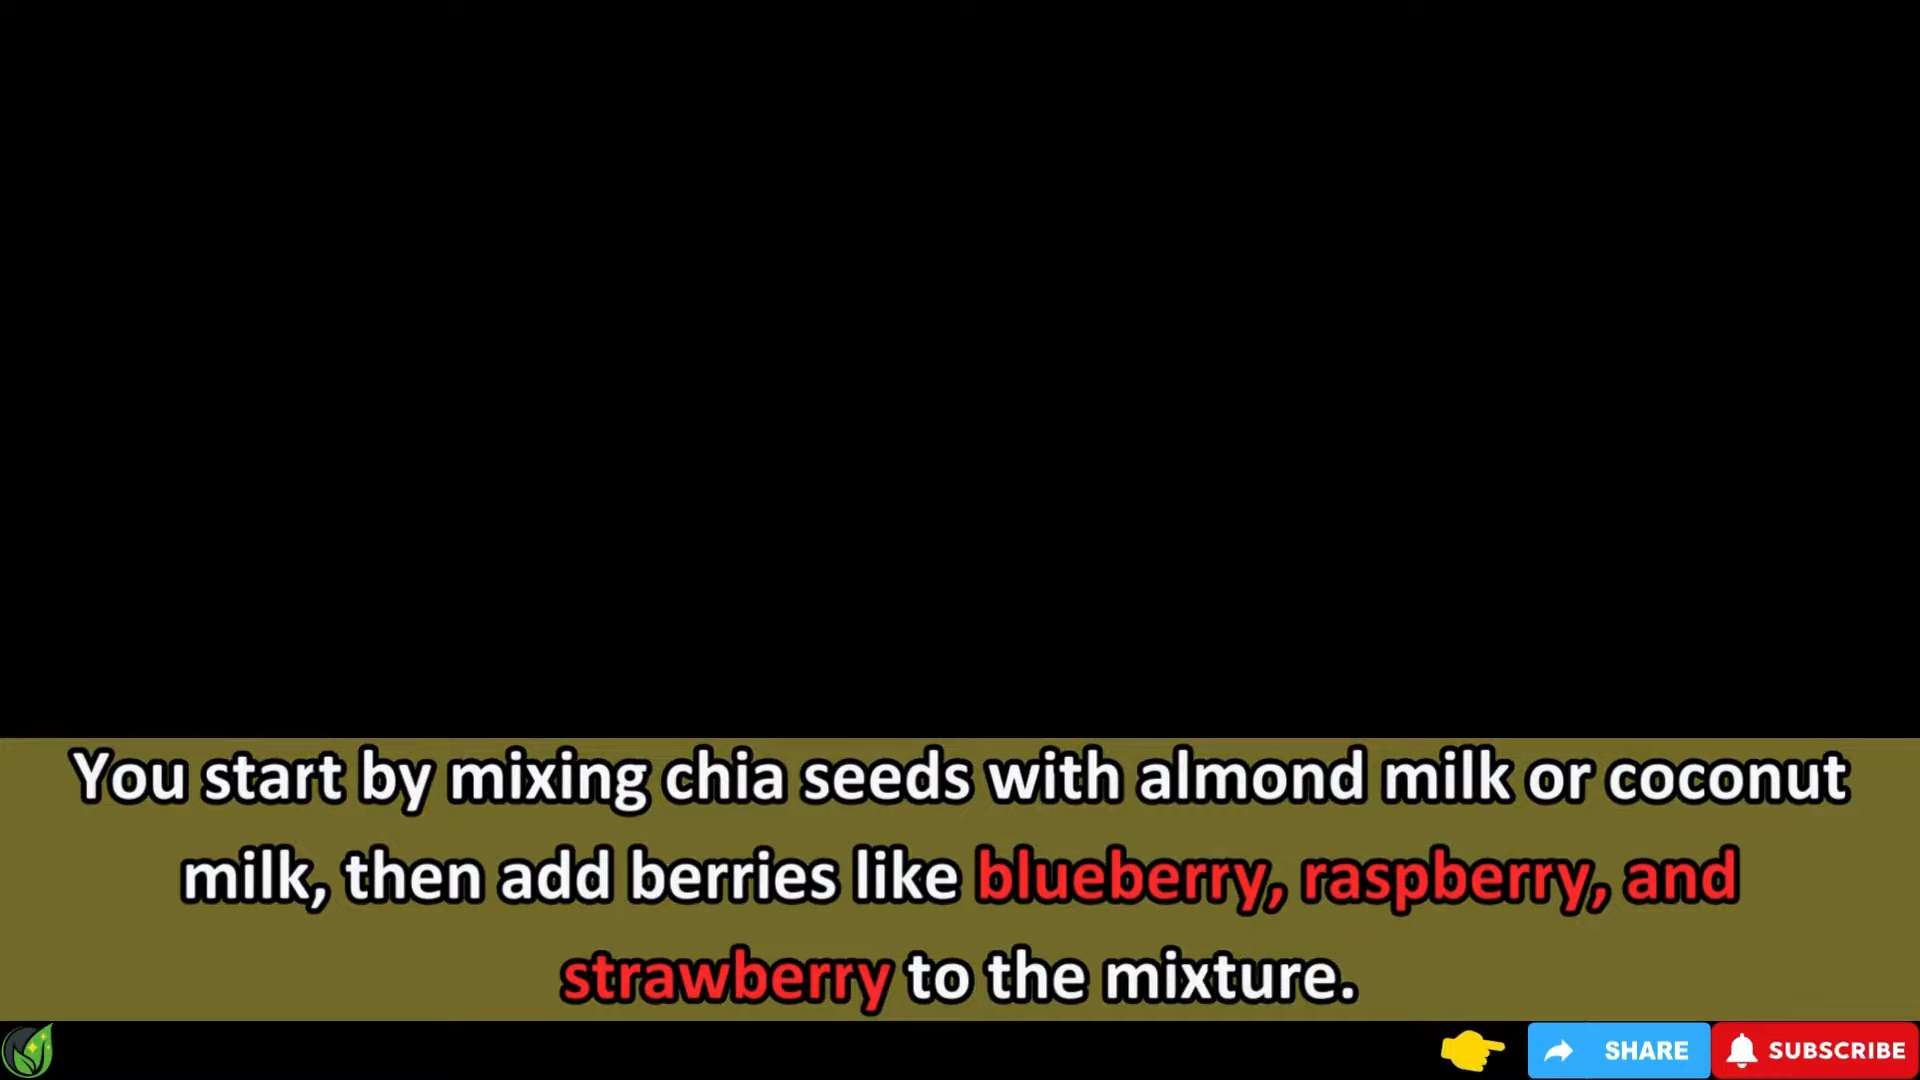 You start by mixing chia seeds with almond milk or coconut
milk, then add berries like blueberry, raspberry, and
strawberry to the mixture.
SHARE
SUBSCRIBE